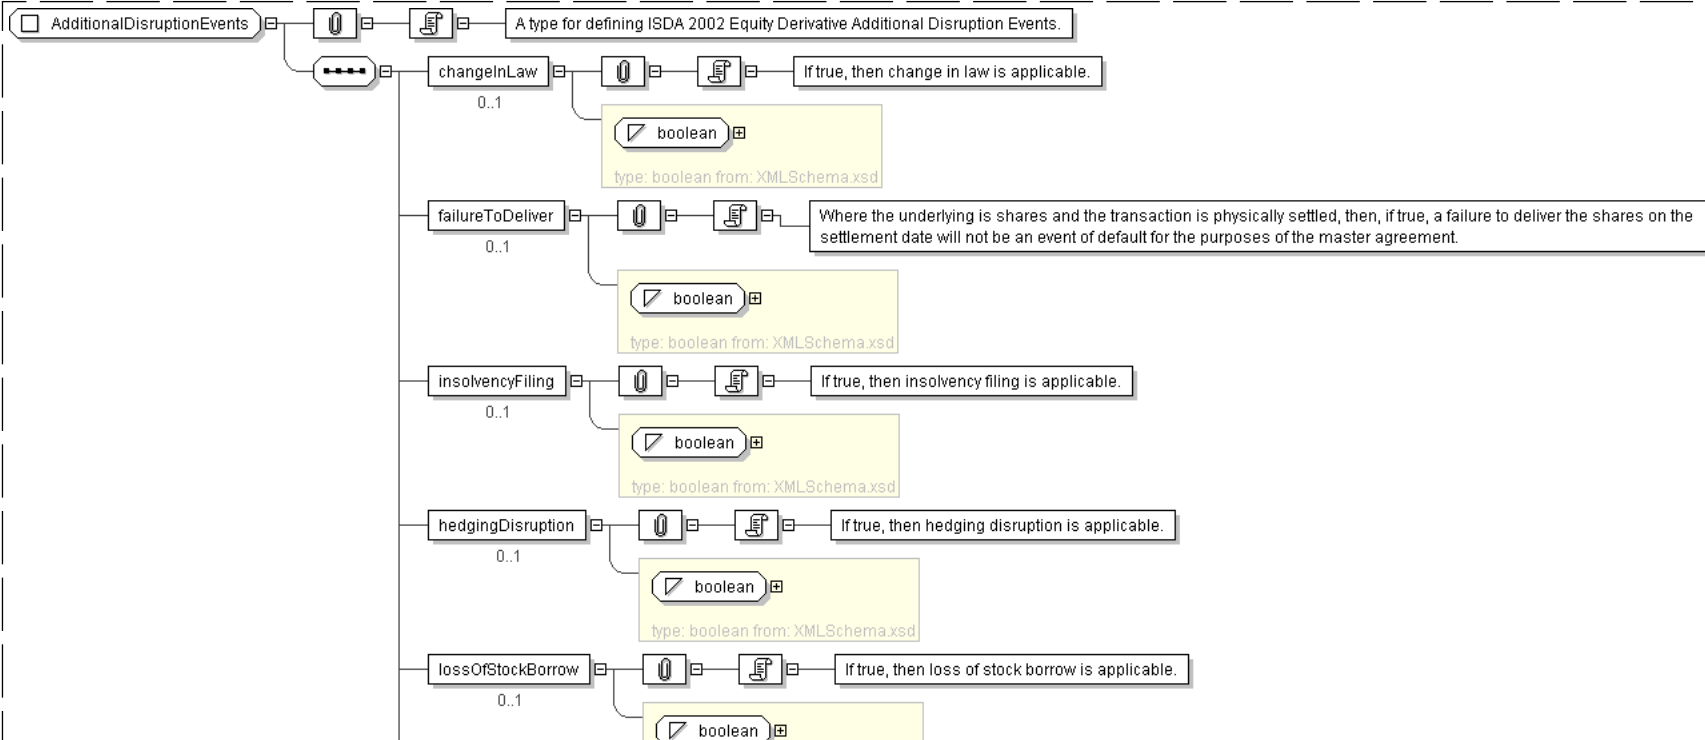 AdditionalDisruptionEvents
A type for defining ISDA 2002 Equity Derivative Additional Disruption Events.
changeInLaw
If true, then change in law is applicable.
0..1
boolean
type: boolean from: XMLSchema.xsd
failureToDeliver
Where the underlying is shares and the transaction is physically settled, then, if true, a failure to deliver the shares on the
settlement date will not be an event of default for the purposes of the master agreement.
0..1
boolean
type: boolean from: XMLSchema.xsd
insolvencyFiling
If true, then insolvency filing is applicable.
0..1
boolean
type: boolean from: XMLSchema.xsd
hedgingDisruption
If true, then hedging disruption is applicable.
0..1
boolean
type: boolean from: XMLSchema.xsd
lossOfStockBorrow
If true, then loss of stock borrow is applicable.
0..1
boolean